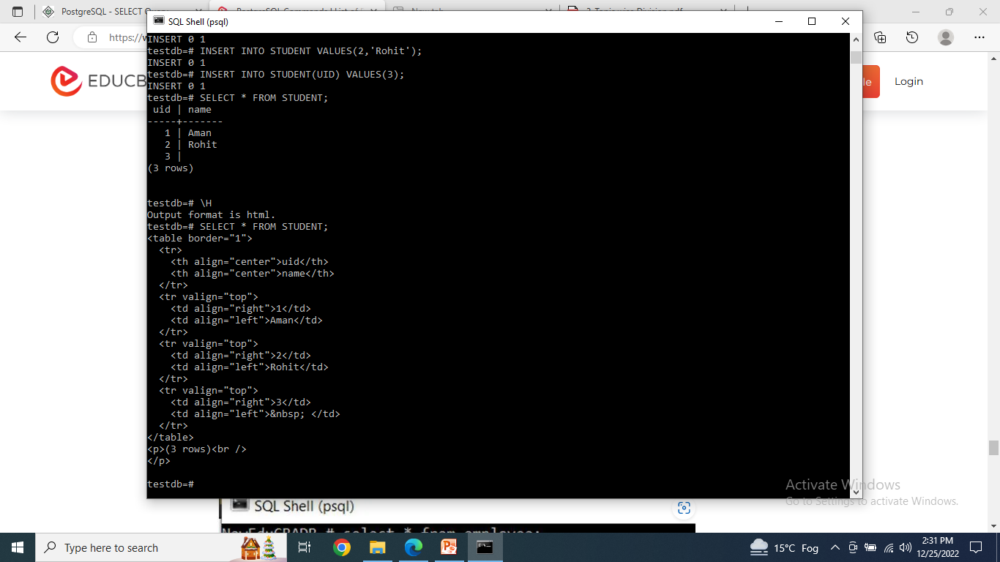 PostgreSQL - SELECT
SQL Shell (psql)
https://
EDUCB
le
Login
INSERT 0 1
testdb=# INSERT INTO STUDENT VALUES(2,'Rohit');
INSERT 0 1
testdb=# INSERT INTO STUDENT(UID) VALUES(3);
INSERT 0 1
testdb=# SELECT * FROM STUDENT;
 uid | name
-----+-------
   1 | Aman
   2 | Rohit
   3 |
(3 rows)
testdb=# \H
Output format is html.
testdb=# SELECT * FROM STUDENT;
<table border="1">
  <tr>
    <th align="center">uid</th>
    <th align="center">name</th>
  </tr>
  <tr valign="top">
    <td align="right">1</td>
    <td align="left">Aman</td>
  </tr>
  <tr valign="top">
    <td align="right">2</td>
    <td align="left">Rohit</td>
  </tr>
  <tr valign="top">
    <td align="right">3</td>
    <td align="left">&nbsp; </td>
  </tr>
</table>
<p>(3 rows)<br />
</p>
testdb=#
Activate Windows
Go to Settings to activate Windows.
SQL Shell (psql)
Type here to search
15°C Fog
2:31 PM
12/25/2022